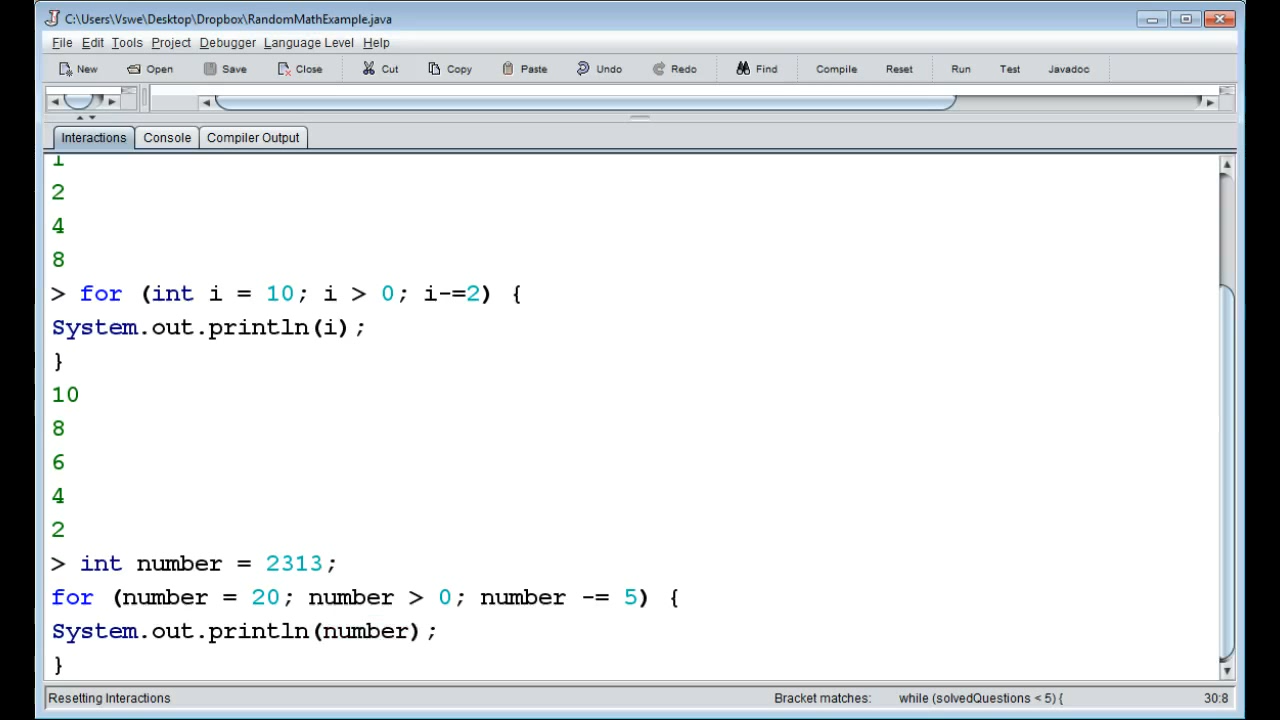 C:\Users\Vswe\Desktop\Dropbox\RandomMathExample.java
File Edit Tools Project Debugger Language Level Help
New Open Save Close Cut Copy Paste Undo Redo Find Compile Reset Run Test Javadoc
Interactions Console Compiler Output
1
2
4
8
> for (int i = 10; i > 0; i-=2) {
System.out.println(i);
}
10
8
6
4
2
> int number = 2313;
for (number = 20; number > 0; number -= 5) {
System.out.println(number);
}
Resetting Interactions Bracket matches: while (solvedQuestions < 5) { 30:8